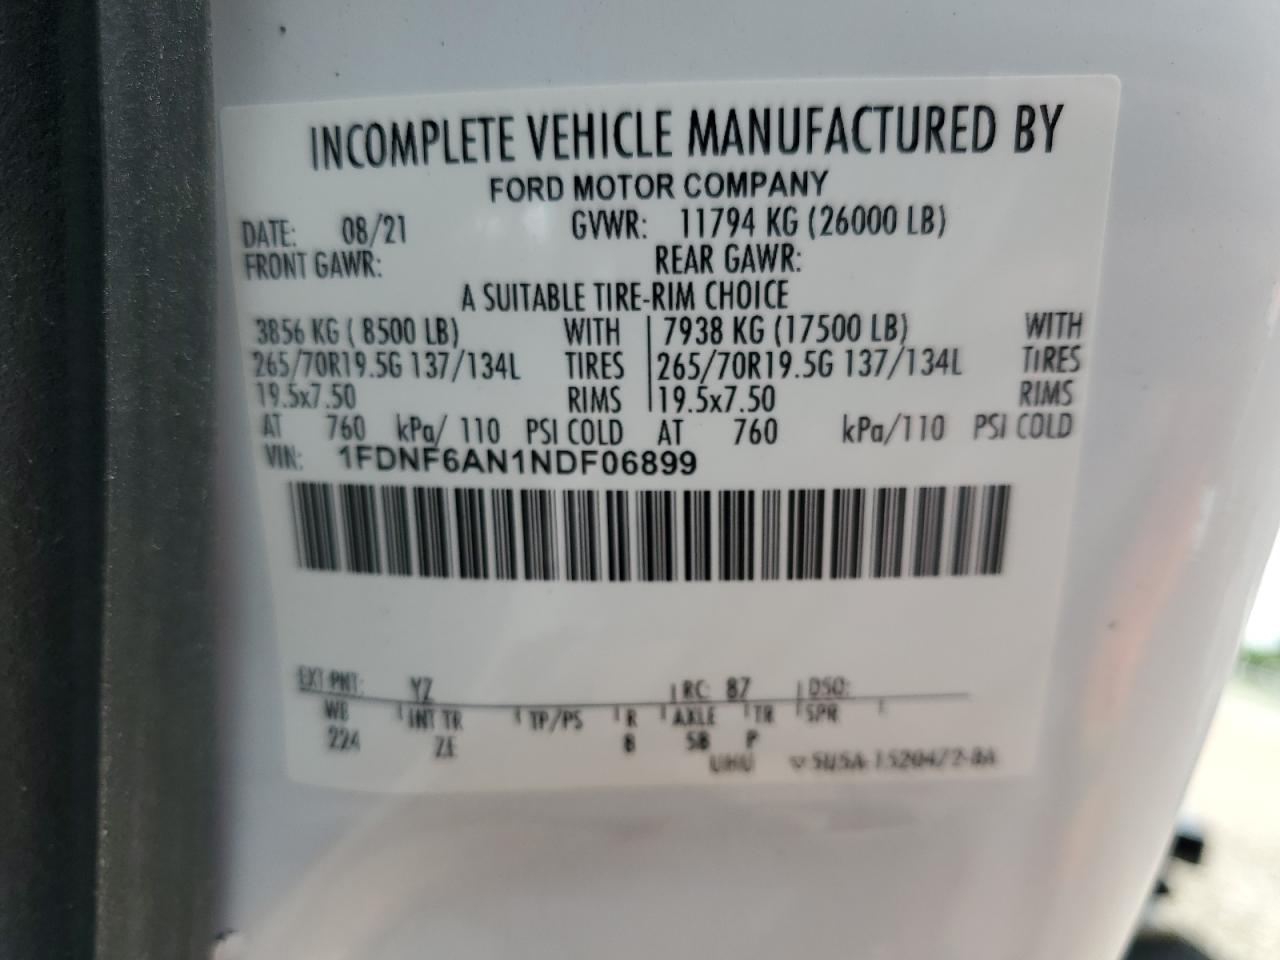 INCOMPLETE VEHICLE MANUFACTURED BY
FORD MOTOR COMPANY
DATE: 08/21 GVWR: 11794 KG (26000 LB)
FRONT GAWR: REAR GAWR:
A SUITABLE TIRE-RIM CHOICE
3856 KG ( 8500 LB) WITH 7938 KG (17500 LB) WITH
265/70R19.5G 137/134L TIRES 265/70R19.5G 137/134L TIRES
19.5x7.50 RIMS 19.5x7.50 RIMS
AT 760 kPa/ 110 PSI COLD AT 760 kPa/110 PSI COLD
VIN: 1FDNF6AN1NDF06899
EXT PNT: YZ RC: 87 DSO:
WB INT TR TP/PS R AXLE TR SPR
224 ZE 8 5B P
UHU